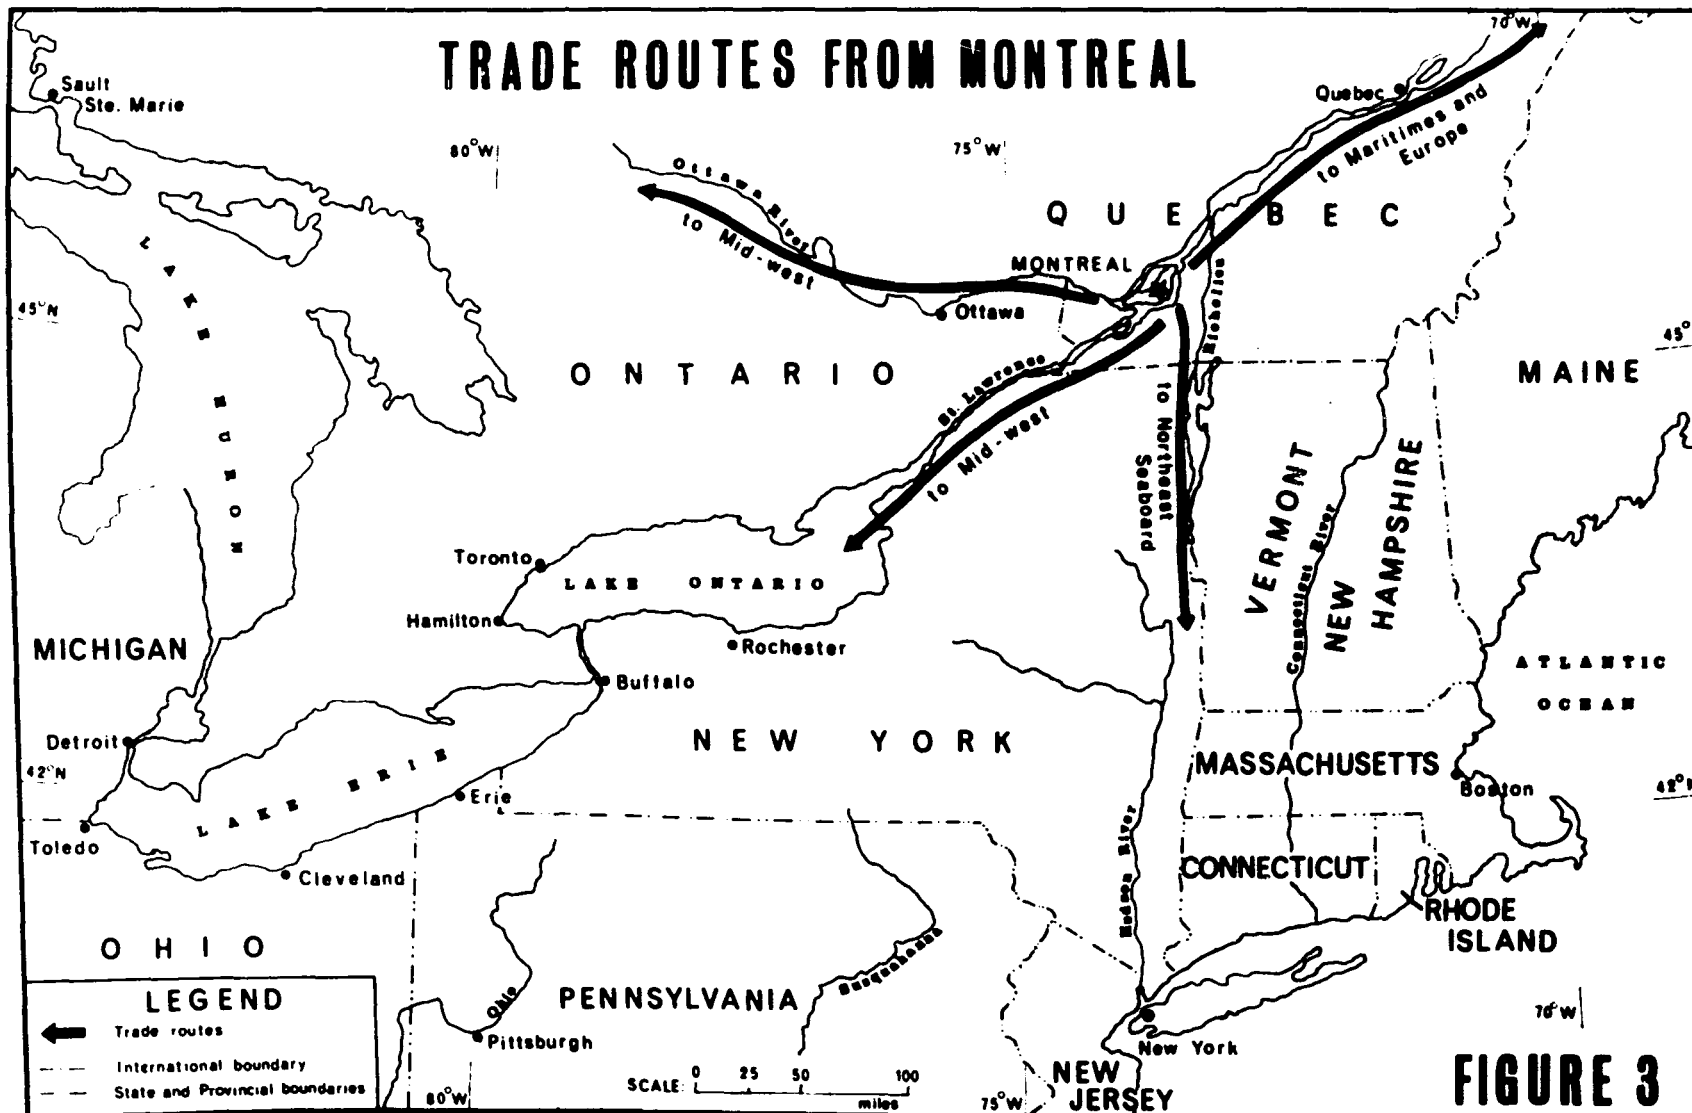 TRADE ROUTES FROM MONTREAL
70°W
Sault
Ste. Marie
Quebec
to Maritimes and
Europe
80°W
75°W
Ottawa River
to Mid-west
QUEBEC
MONTREAL
Richelieu
45°N
Ottawa
45°
LAKE HURON
ONTARIO
St. Lawrence
to Mid-west
to Northeast
Seaboard
MAINE
VERMONT
Connecticut River
NEW
HAMPSHIRE
Toronto
LAKE ONTARIO
Hamilton
Rochester
MICHIGAN
Buffalo
ATLANTIC
OCEAN
Detroit
NEW YORK
42°N
LAKE ERIE
Erie
MASSACHUSETTS
Boston
42°N
Toledo
Cleveland
Hudson River
CONNECTICUT
RHODE
ISLAND
OHIO
Susquehanna
LEGEND
Trade routes
International boundary
State and Provincial boundaries
Ohio
PENNSYLVANIA
Pittsburgh
New York
70°W
SCALE: 0 25 50 100
miles
80°W
75°W
NEW
JERSEY
FIGURE 3